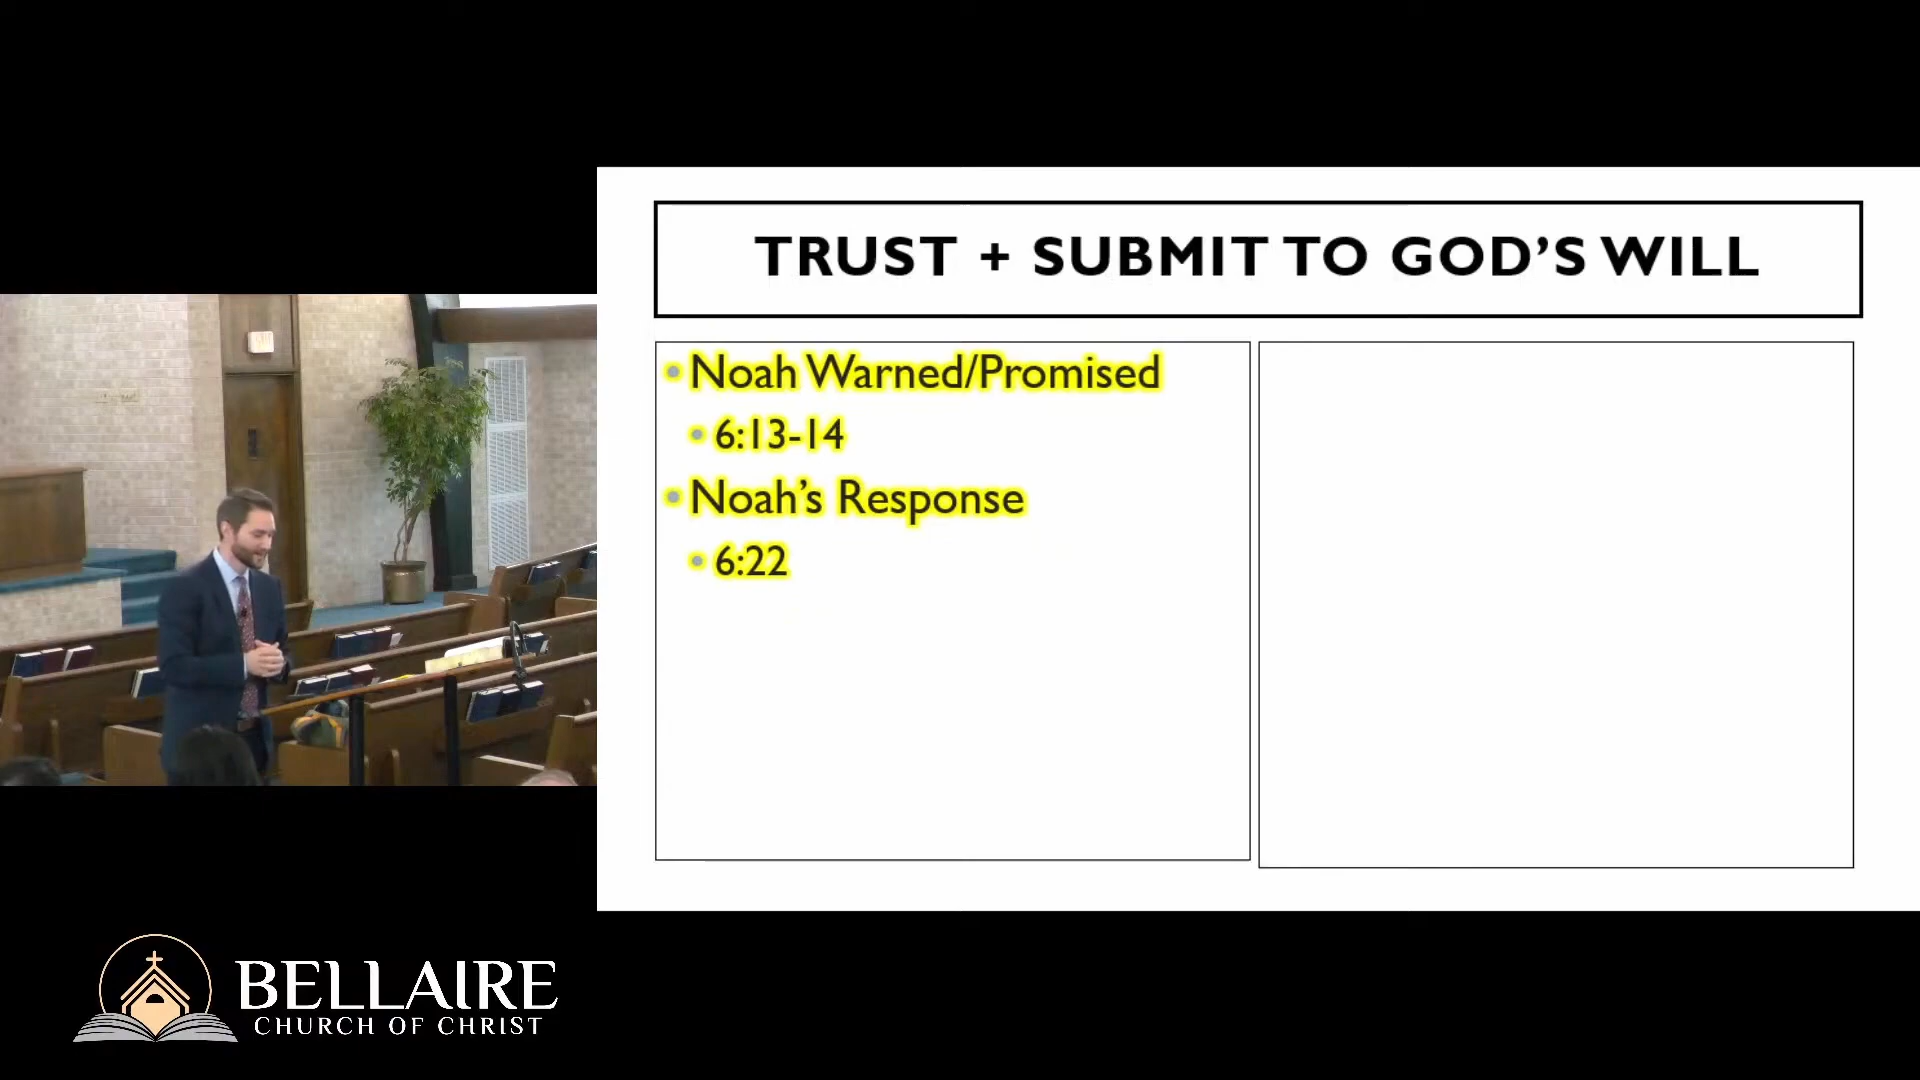 TRUST + SUBMIT TO GOD’S WILL
• Noah Warned/Promised
• 6:13-14
• Noah’s Response
• 6:22
BELLAIRE
CHURCH OF CHRIST